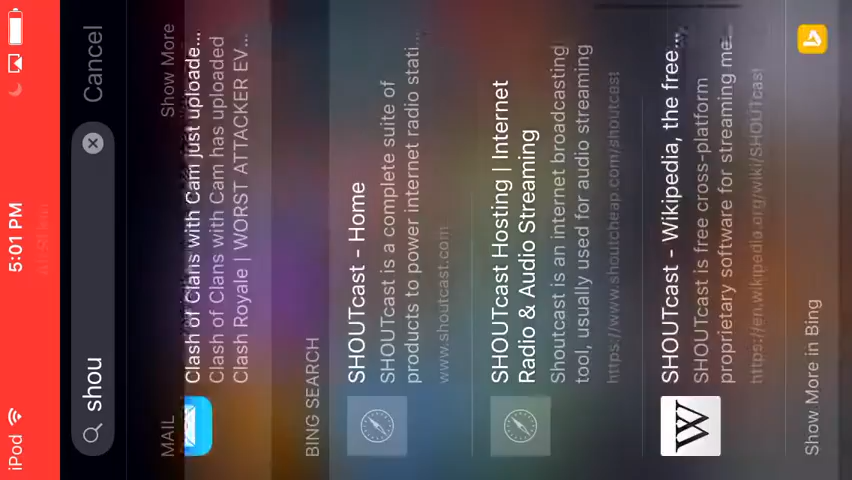 iPod
5:01 PM
shou
Cancel
MAIL
Show More
Clash of Clans with Cam just uploade...
Clash of Clans with Cam has uploaded
Clash Royale | WORST ATTACKER EV...
BING SEARCH
SHOUTcast - Home
SHOUTcast is a complete suite of
products to power internet radio stati...
www.shoutcast.com
SHOUTcast Hosting | Internet
Radio & Audio Streaming
Shoutcast is an internet broadcasting
tool, usually used for audio streaming
https://www.shoutcheap.com/shoutcast
W
SHOUTcast - Wikipedia, the free...
SHOUTcast is free cross-platform
proprietary software for streaming me...
https://en.wikipedia.org/wiki/SHOUTcast
Show More in Bing